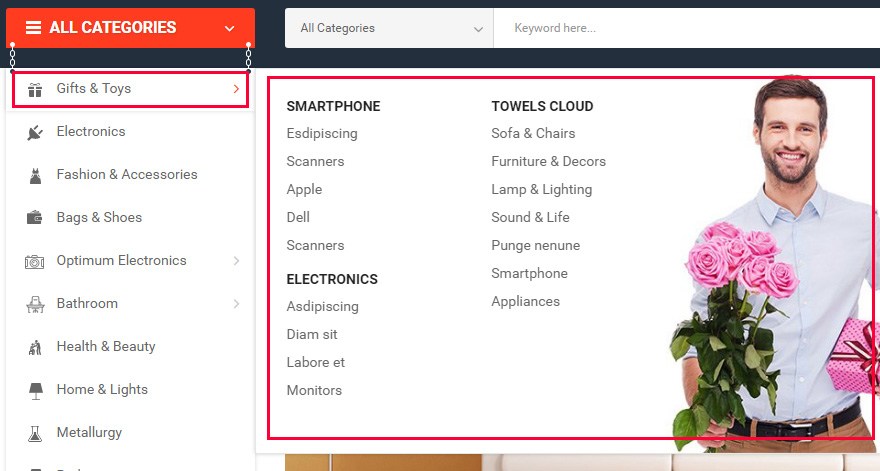 ALL CATEGORIES
All Categories
Keyword here...
Gifts & Toys
Electronics
Fashion & Accessories
Bags & Shoes
Optimum Electronics
Bathroom
Health & Beauty
Home & Lights
Metallurgy
SMARTPHONE
Esdipiscing
Scanners
Apple
Dell
Scanners
ELECTRONICS
Asdipiscing
Diam sit
Labore et
Monitors
TOWELS CLOUD
Sofa & Chairs
Furniture & Decors
Lamp & Lighting
Sound & Life
Punge nenune
Smartphone
Appliances